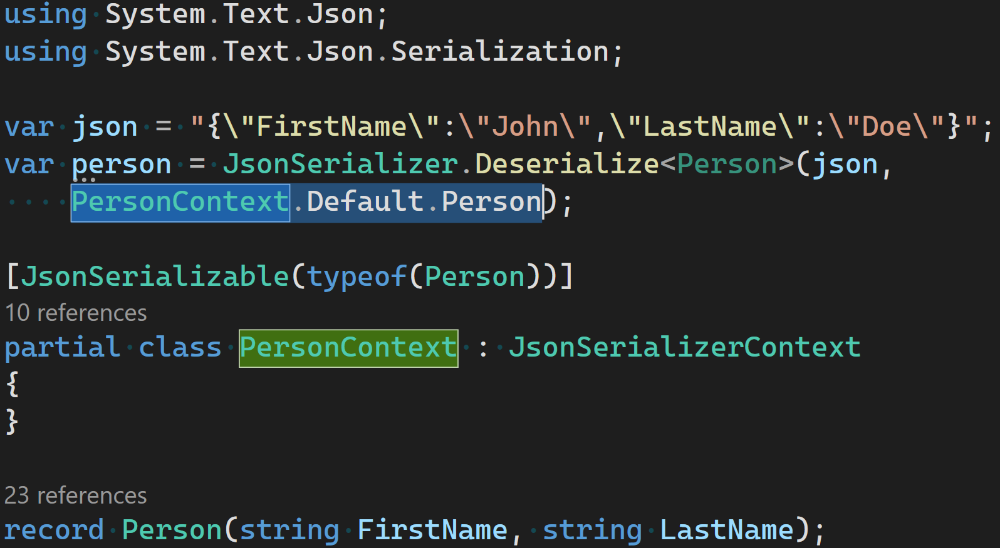 using System.Text.Json;
using System.Text.Json.Serialization;
var json = "{\"FirstName\":\"John\",\"LastName\":\"Doe\"}";
var person = JsonSerializer.Deserialize<Person>(json,
    PersonContext.Default.Person);
[JsonSerializable(typeof(Person))]
10 references
partial class PersonContext : JsonSerializerContext
{
}
23 references
record Person(string FirstName, string LastName);